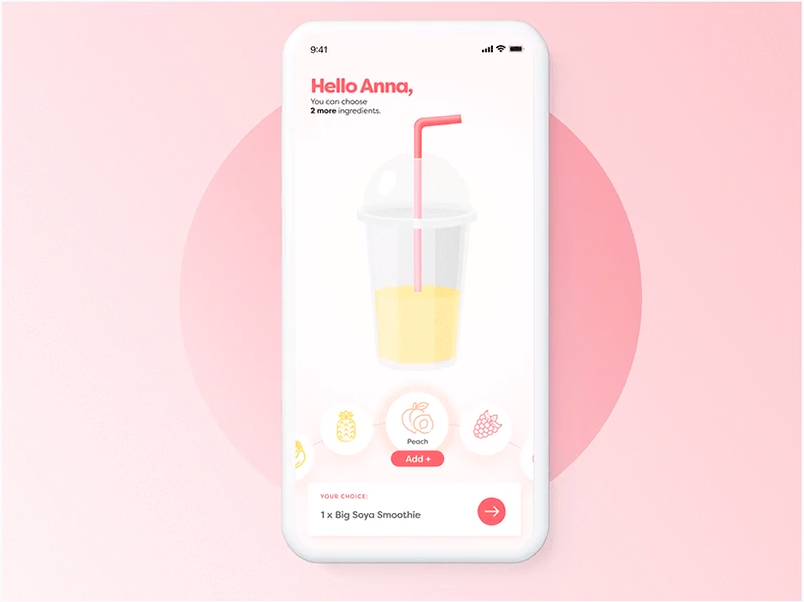 9:41
Hello Anna,
You can choose
2 more ingredients.
Peach
Add +
YOUR CHOICE:
1 x Big Soya Smoothie